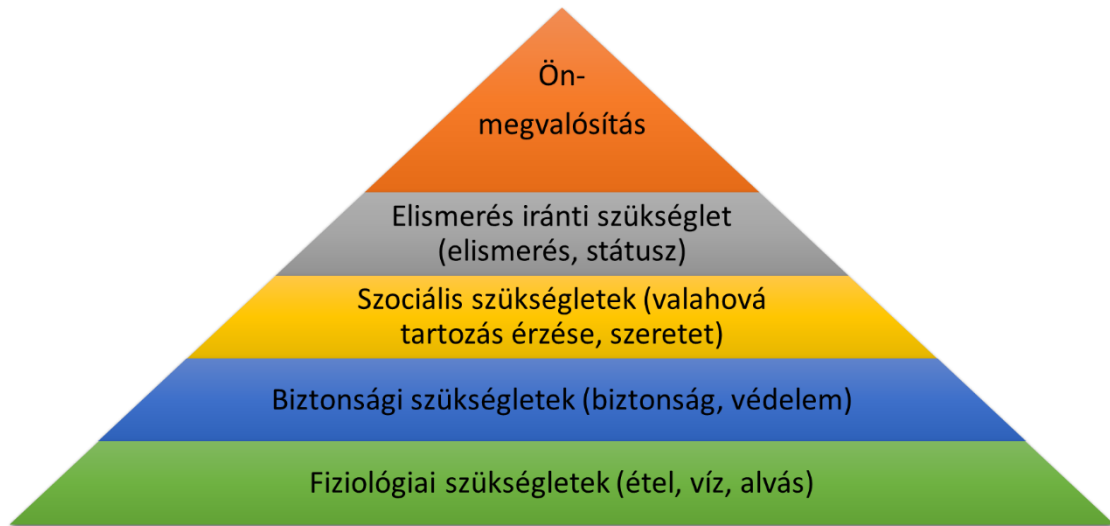 Ön-
megvalósítás
Elismerés iránti szükséglet
(elismerés, státusz)
Szociális szükségletek (valahová
tartozás érzése, szeretet)
Biztonsági szükségletek (biztonság, védelem)
Fiziológiai szükségletek (étel, víz, alvás)